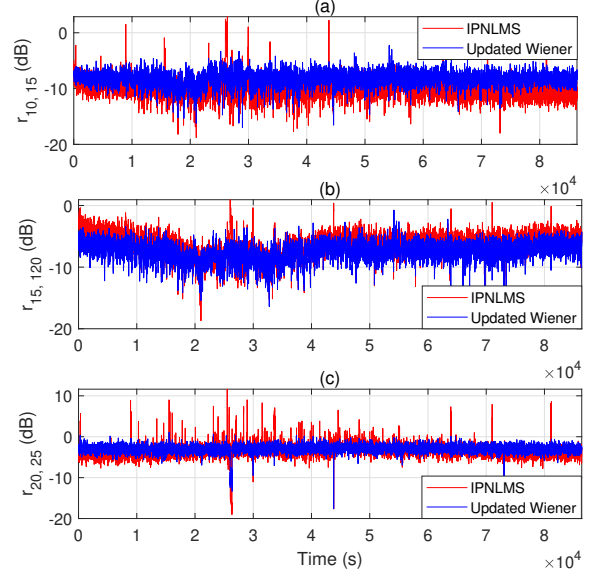 (a)
r10, 15 (dB)
0
-10
-20
IPNLMS
Updated Wiener
0 1 2 3 4 5 6 7 8
×10^4
(b)
r15, 120 (dB)
0
-10
-20
IPNLMS
Updated Wiener
0 1 2 3 4 5 6 7 8
×10^4
(c)
r20, 25 (dB)
10
0
-10
-20
IPNLMS
Updated Wiener
0 1 2 3 4 5 6 7 8
Time (s)
×10^4